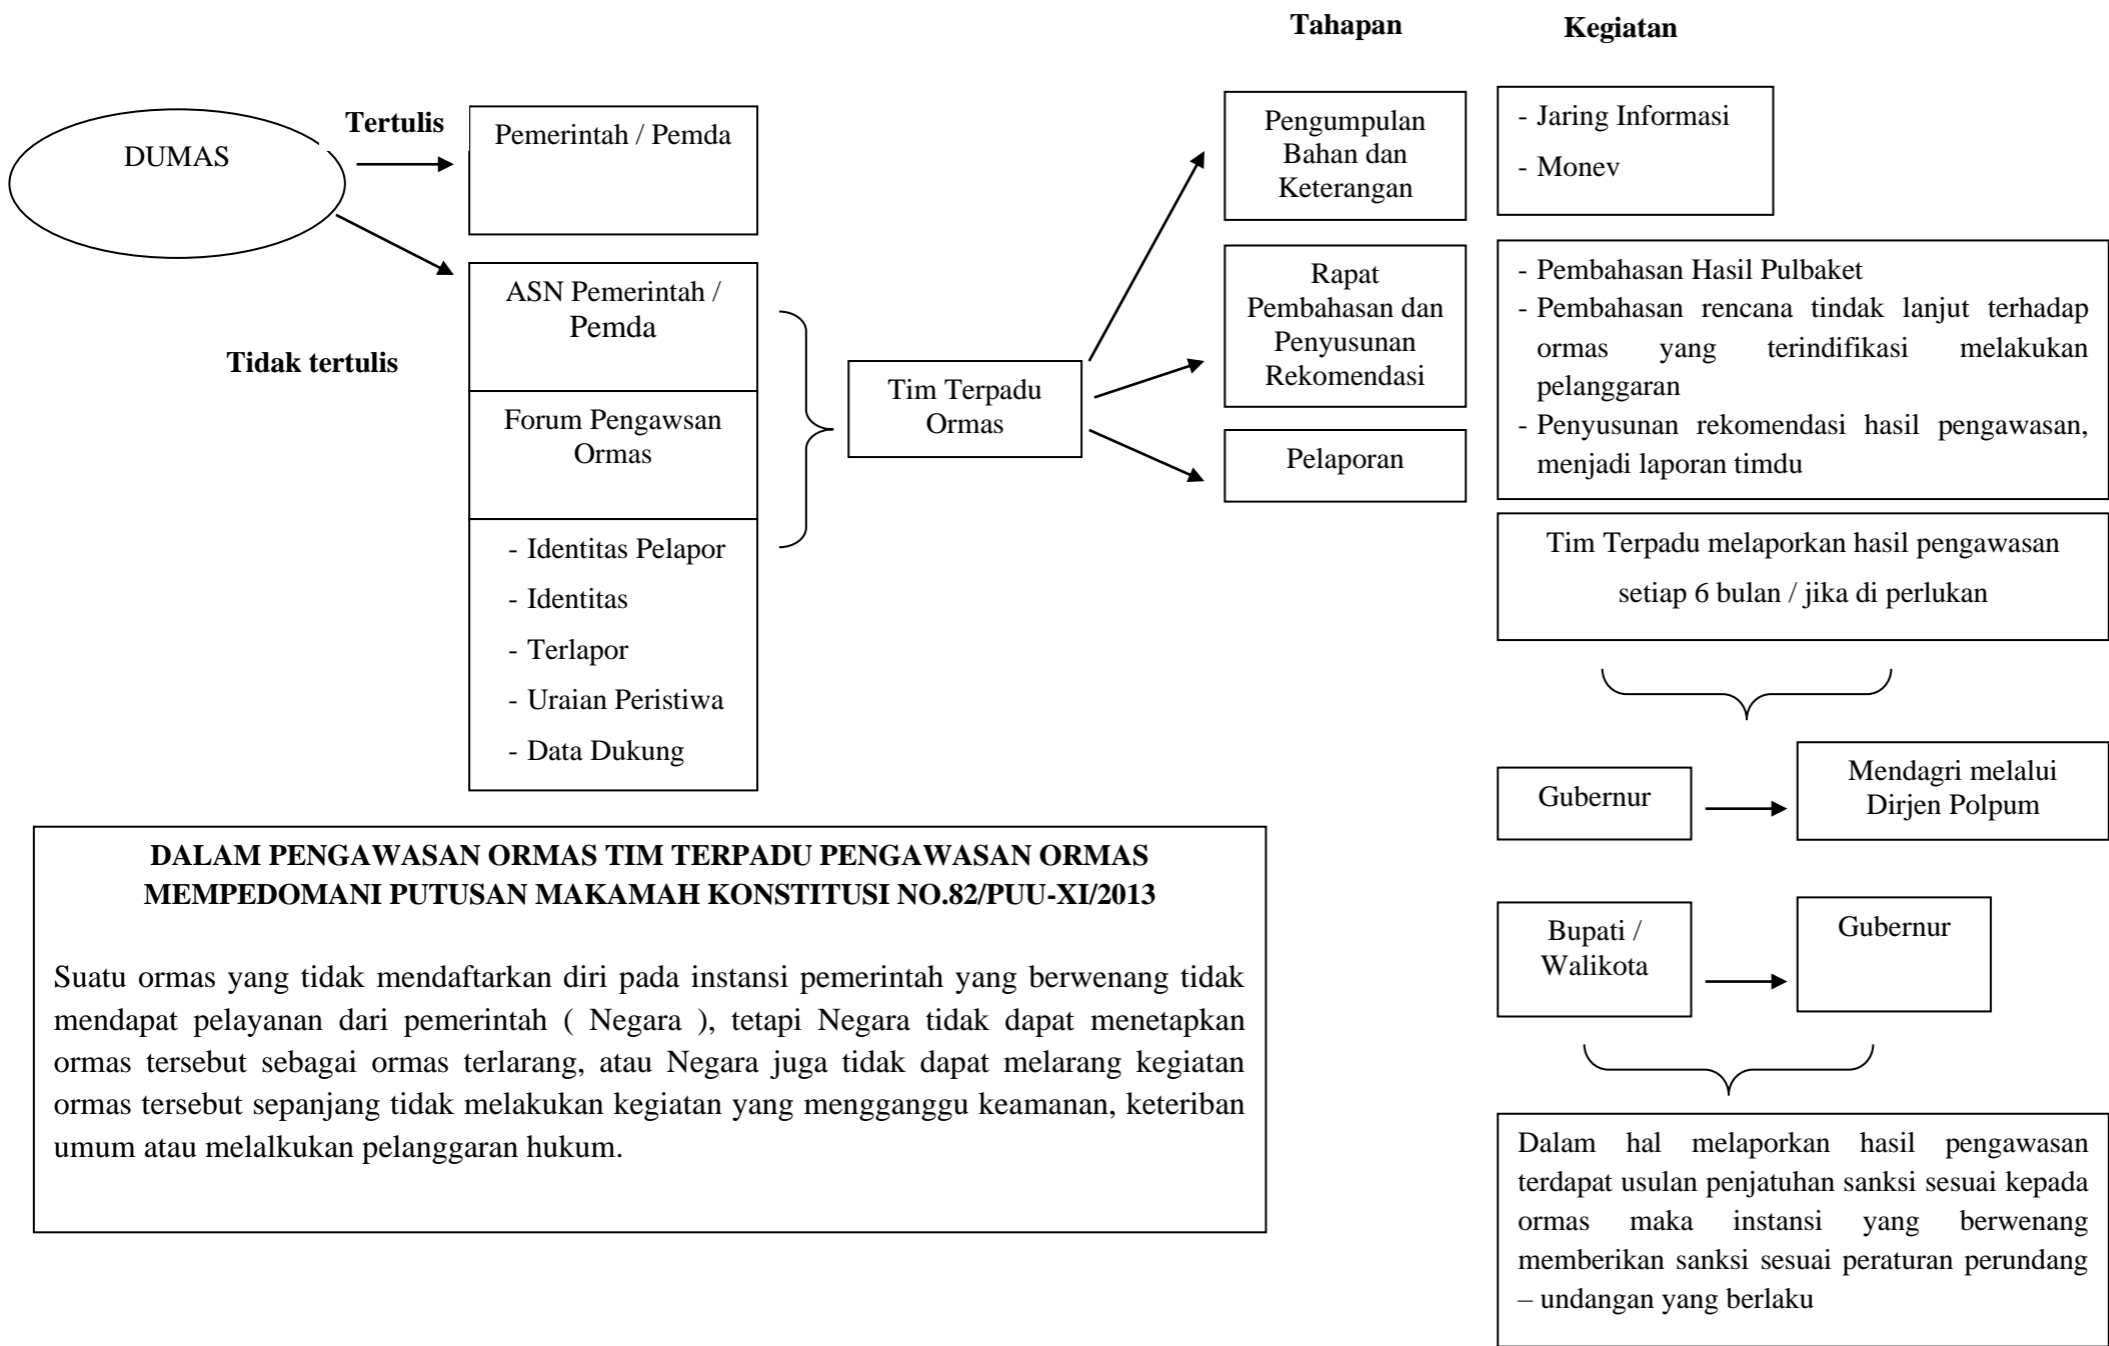 Tahapan
Kegiatan
DUMAS
Tertulis
Tidak tertulis
Pemerintah / Pemda
ASN Pemerintah /
Pemda
Forum Pengawsan
Ormas
- Identitas Pelapor
- Identitas
- Terlapor
- Uraian Peristiwa
- Data Dukung
Tim Terpadu
Ormas
Pengumpulan
Bahan dan
Keterangan
- Jaring Informasi
- Monev
Rapat
Pembahasan dan
Penyusunan
Rekomendasi
- Pembahasan Hasil Pulbaket
- Pembahasan rencana tindak lanjut terhadap
ormas yang terindifikasi melakukan
pelanggaran
- Penyusunan rekomendasi hasil pengawasan,
menjadi laporan timdu
Pelaporan
Tim Terpadu melaporkan hasil pengawasan
setiap 6 bulan / jika di perlukan
Gubernur
Mendagri melalui
Dirjen Polpum
Bupati /
Walikota
Gubernur
Dalam hal melaporkan hasil pengawasan
terdapat usulan penjatuhan sanksi sesuai kepada
ormas maka instansi yang berwenang
memberikan sanksi sesuai peraturan perundang
– undangan yang berlaku
DALAM PENGAWASAN ORMAS TIM TERPADU PENGAWASAN ORMAS
MEMPEDOMANI PUTUSAN MAKAMAH KONSTITUSI NO.82/PUU-XI/2013
Suatu ormas yang tidak mendaftarkan diri pada instansi pemerintah yang berwenang tidak
mendapat pelayanan dari pemerintah ( Negara ), tetapi Negara tidak dapat menetapkan
ormas tersebut sebagai ormas terlarang, atau Negara juga tidak dapat melarang kegiatan
ormas tersebut sepanjang tidak melakukan kegiatan yang mengganggu keamanan, keteriban
umum atau melalkukan pelanggaran hukum.